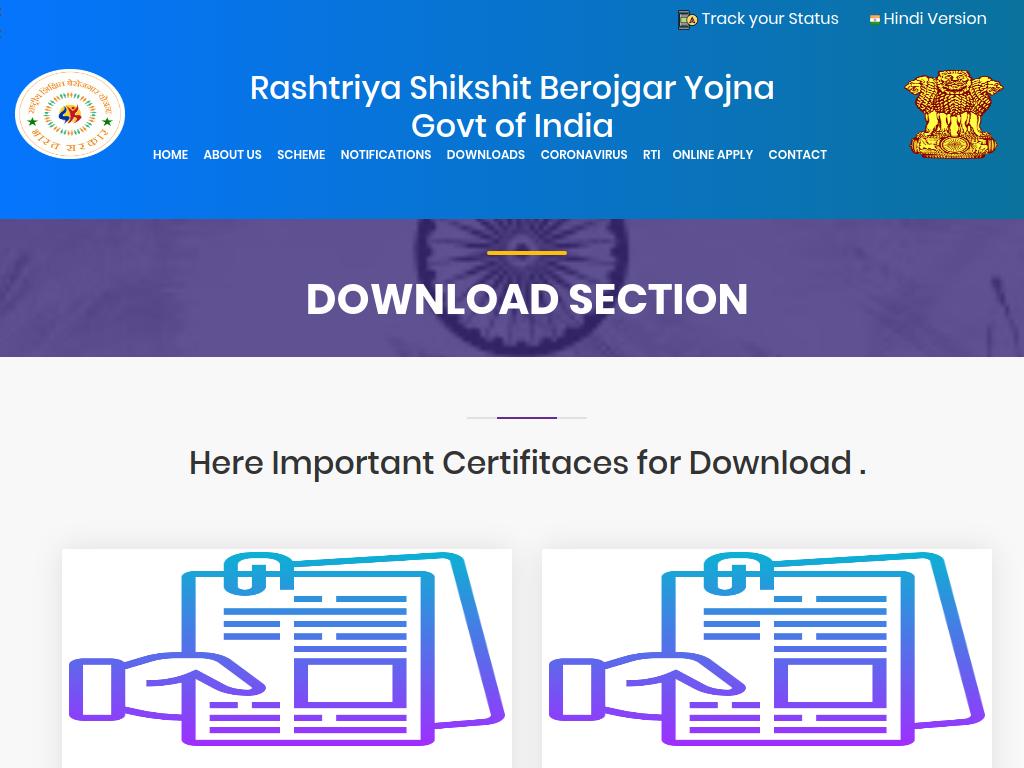 Track your Status
Hindi Version
राष्ट्रीय शिक्षित बेरोजगार योजना
भारत सरकार
Rashtriya Shikshit Berojgar Yojna
Govt of India
HOME ABOUT US SCHEME NOTIFICATIONS DOWNLOADS CORONAVIRUS RTI ONLINE APPLY CONTACT
DOWNLOAD SECTION
Here Important Certifitaces for Download .